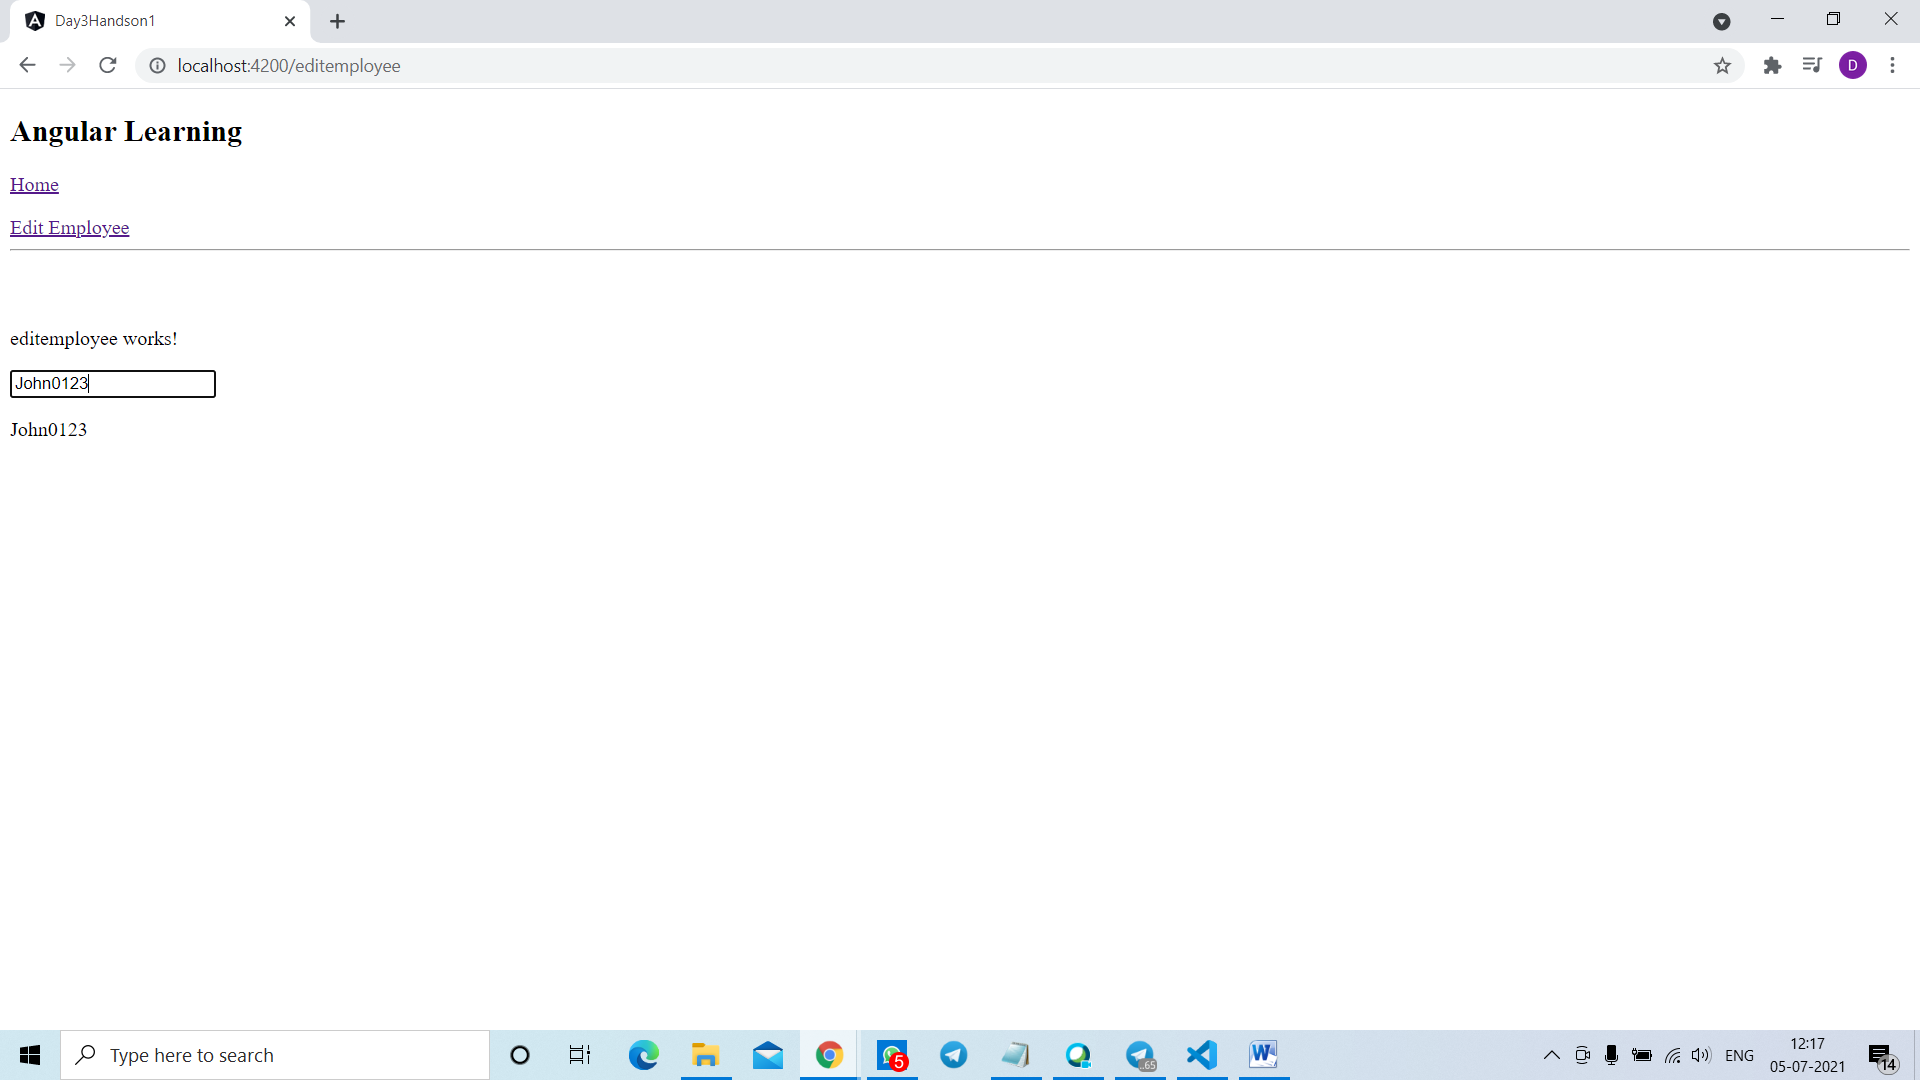 Day3Handson1
localhost:4200/editemployee
D
Angular Learning
Home
Edit Employee
editemployee works!
John0123
John0123
Type here to search
5
.65
W
ENG
12:17
05-07-2021
14